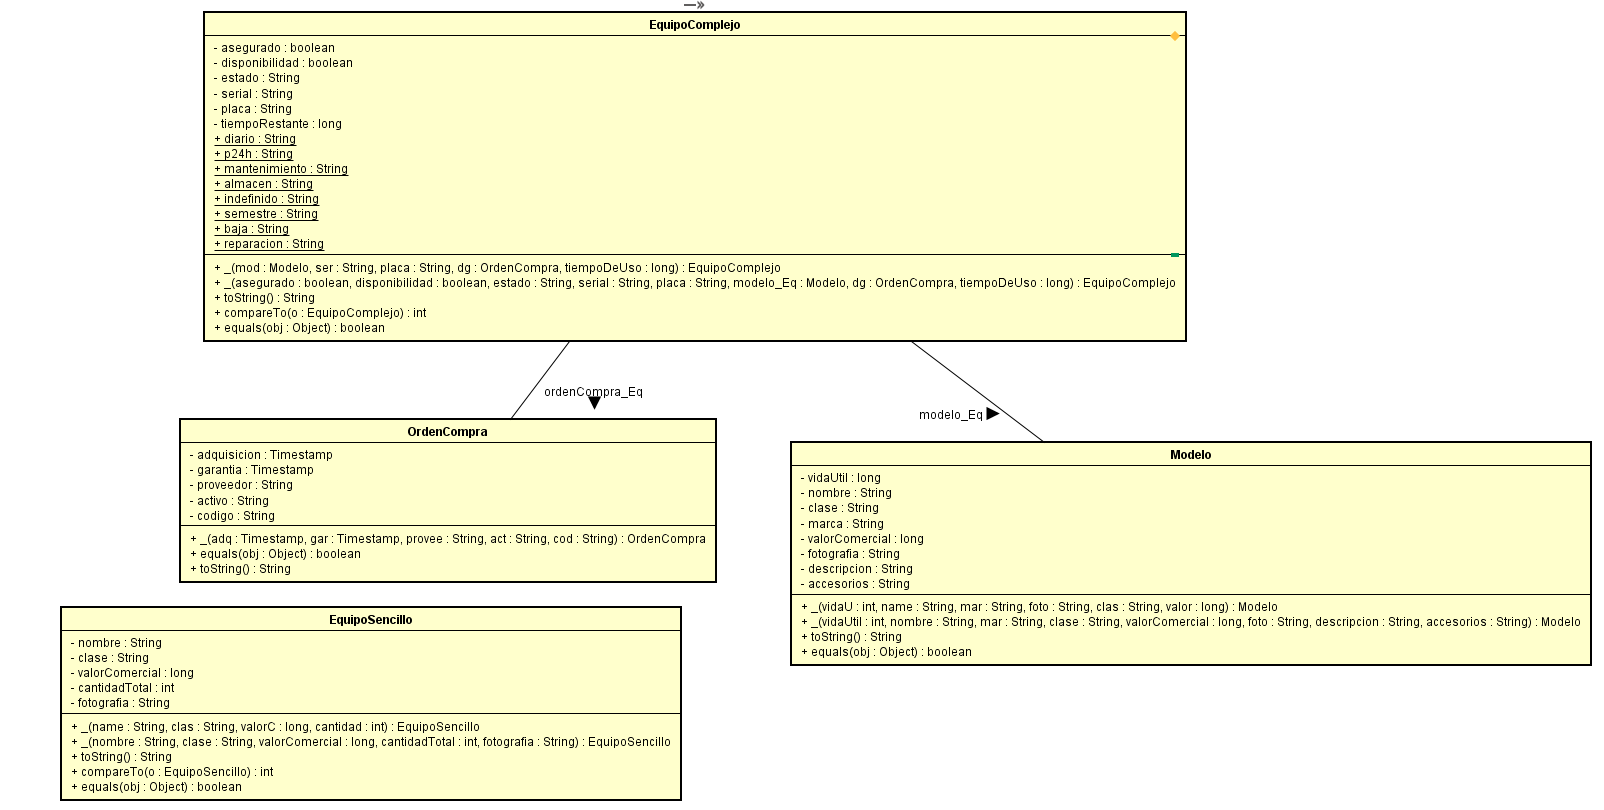 EquipoComplejo
- asegurado : boolean
- disponibilidad : boolean
- estado : String
- serial : String
- placa : String
- tiempoRestante : long
+ diario : String
+ p24h : String
+ mantenimiento : String
+ almacen : String
+ indefinido : String
+ semestre : String
+ baja : String
+ reparacion : String
+ _(mod : Modelo, ser : String, placa : String, dg : OrdenCompra, tiempoDeUso : long) : EquipoComplejo
+ _(asegurado : boolean, disponibilidad : boolean, estado : String, serial : String, placa : String, modelo_Eq : Modelo, dg : OrdenCompra, tiempoDeUso : long) : EquipoComplejo
+ toString() : String
+ compareTo(o : EquipoComplejo) : int
+ equals(obj : Object) : boolean
ordenCompra_Eq
modelo_Eq
OrdenCompra
- adquisicion : Timestamp
- garantia : Timestamp
- proveedor : String
- activo : String
- codigo : String
+ _(adq : Timestamp, gar : Timestamp, provee : String, act : String, cod : String) : OrdenCompra
+ equals(obj : Object) : boolean
+ toString() : String
Modelo
- vidaUtil : long
- nombre : String
- clase : String
- marca : String
- valorComercial : long
- fotografia : String
- descripcion : String
- accesorios : String
+ _(vidaU : int, name : String, mar : String, foto : String, clas : String, valor : long) : Modelo
+ _(vidaUtil : int, nombre : String, mar : String, clase : String, valorComercial : long, foto : String, descripcion : String, accesorios : String) : Modelo
+ toString() : String
+ equals(obj : Object) : boolean
EquipoSencillo
- nombre : String
- clase : String
- valorComercial : long
- cantidadTotal : int
- fotografia : String
+ _(name : String, clas : String, valorC : long, cantidad : int) : EquipoSencillo
+ _(nombre : String, clase : String, valorComercial : long, cantidadTotal : int, fotografia : String) : EquipoSencillo
+ toString() : String
+ compareTo(o : EquipoSencillo) : int
+ equals(obj : Object) : boolean